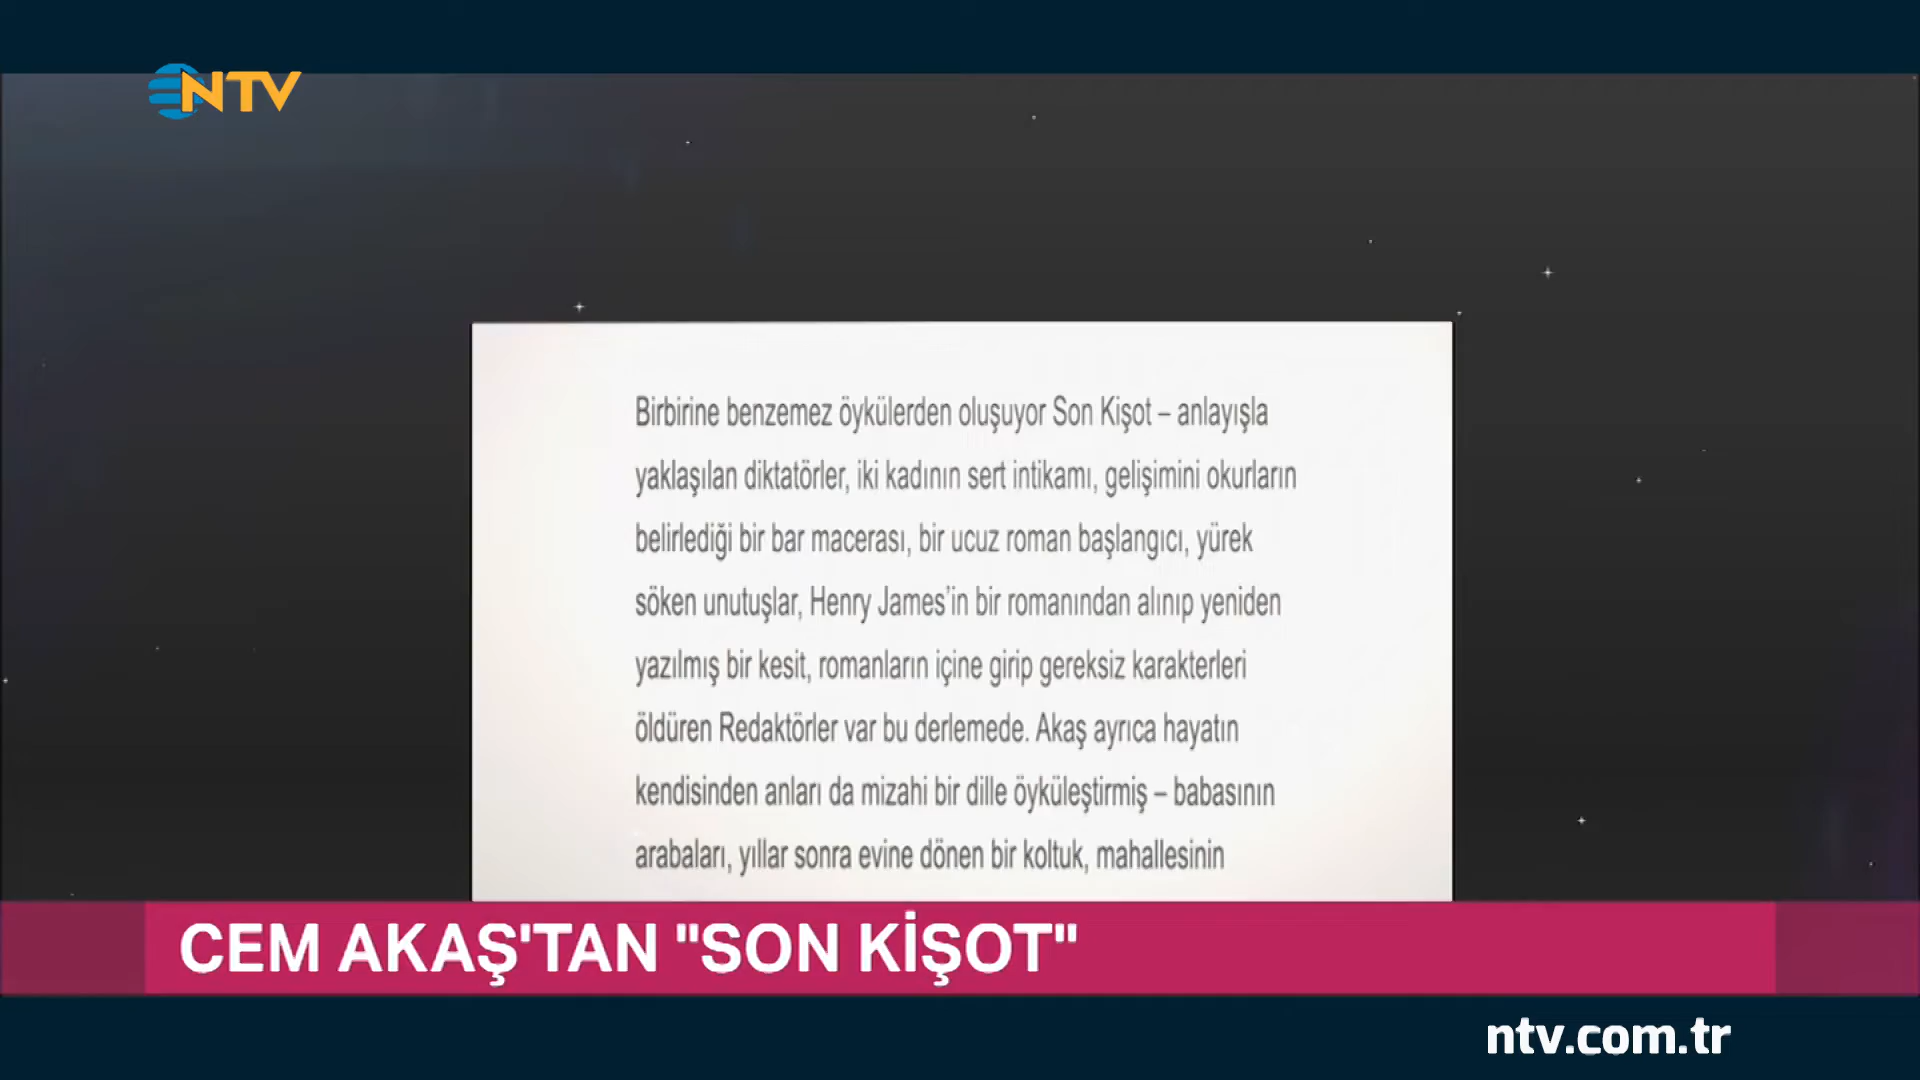 NTV
Birbirine benzemez öykülerden oluşuyor Son Kişot – anlayışla
yaklaşılan diktatörler, iki kadının sert intikamı, gelişimini okurların
belirlediği bir bar macerası, bir ucuz roman başlangıcı, yürek
söken unutuşlar, Henry James’in bir romanından alınıp yeniden
yazılmış bir kesit, romanların içine girip gereksiz karakterleri
öldüren Redaktörler var bu derlemede. Akaş ayrıca hayatın
kendisinden anları da mizahi bir dille öyküleştirmiş – babasının
arabaları, yıllar sonra evine dönen bir koltuk, mahallesinin
CEM AKAŞ'TAN "SON KİŞOT"
ntv.com.tr